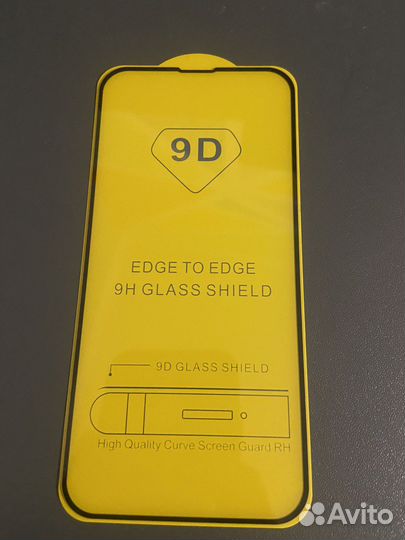 9D
EDGE TO EDGE
9H GLASS SHIELD
9D GLASS SHIELD
High Quality Curve Screen Guard RH
Avito